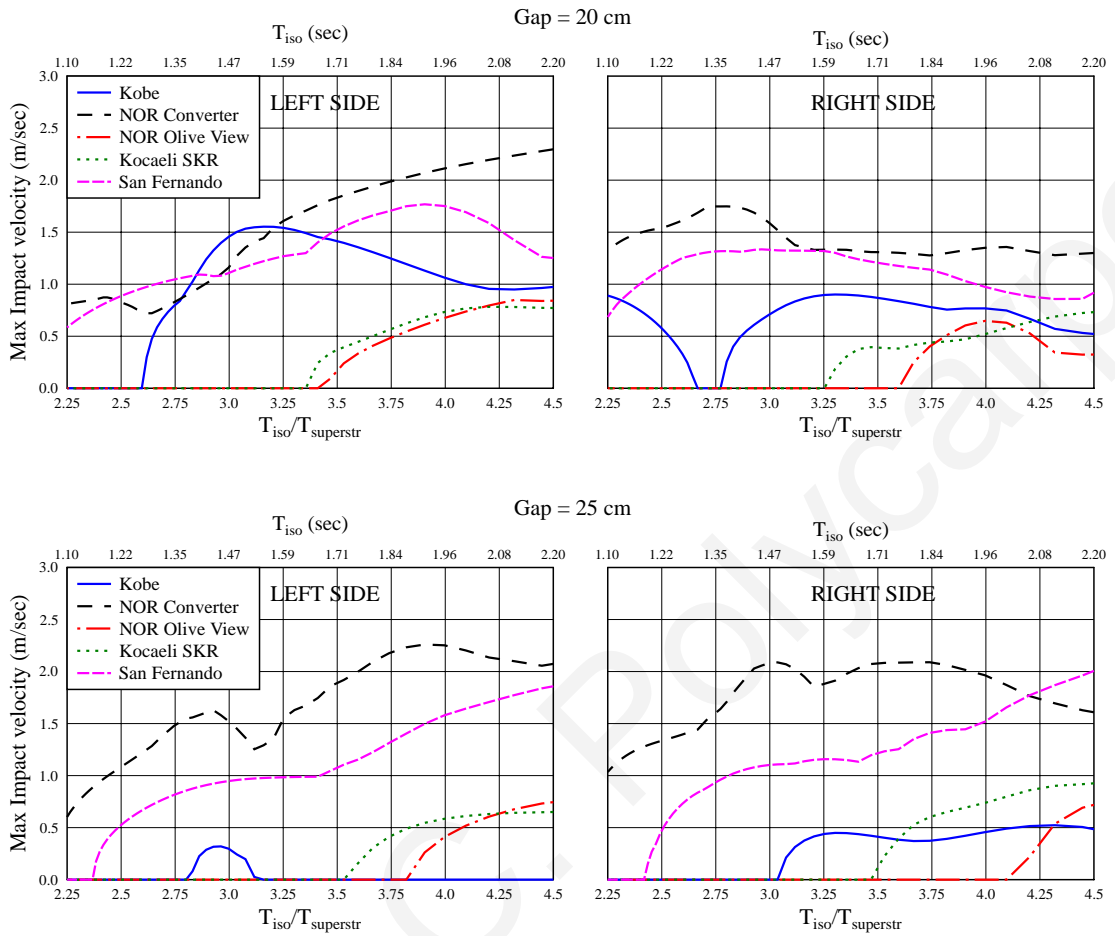 Gap = 20 cm
T_iso (sec)
1.10 1.22 1.35 1.47 1.59 1.71 1.84 1.96 2.08 2.20
T_iso (sec)
1.10 1.22 1.35 1.47 1.59 1.71 1.84 1.96 2.08 2.20
Max Impact velocity (m/sec)
3.0
2.5
2.0
1.5
1.0
0.5
0.0
Kobe
NOR Converter
NOR Olive View
Kocaeli SKR
San Fernando
LEFT SIDE
RIGHT SIDE
2.25 2.5 2.75 3.0 3.25 3.5 3.75 4.0 4.25 4.5
T_iso/T_superstr
2.25 2.5 2.75 3.0 3.25 3.5 3.75 4.0 4.25 4.5
T_iso/T_superstr
Gap = 25 cm
T_iso (sec)
1.10 1.22 1.35 1.47 1.59 1.71 1.84 1.96 2.08 2.20
T_iso (sec)
1.10 1.22 1.35 1.47 1.59 1.71 1.84 1.96 2.08 2.20
Max Impact velocity (m/sec)
3.0
2.5
2.0
1.5
1.0
0.5
0.0
Kobe
NOR Converter
NOR Olive View
Kocaeli SKR
San Fernando
LEFT SIDE
RIGHT SIDE
2.25 2.5 2.75 3.0 3.25 3.5 3.75 4.0 4.25 4.5
T_iso/T_superstr
2.25 2.5 2.75 3.0 3.25 3.5 3.75 4.0 4.25 4.5
T_iso/T_superstr
C. Polycarpo